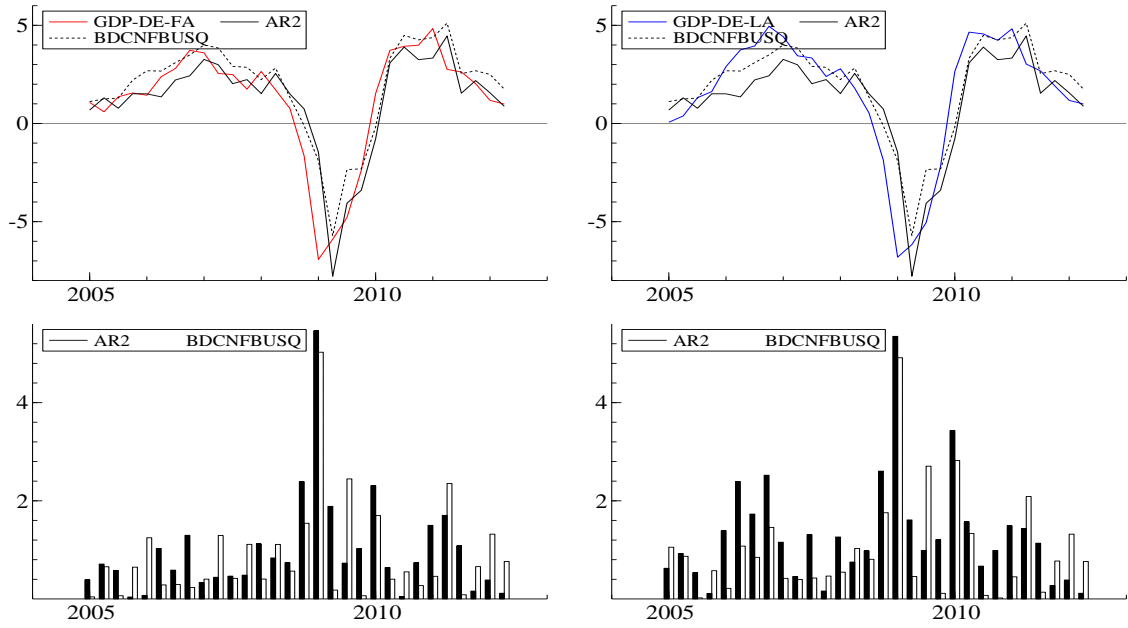 GDP-DE-FA AR2
BDCNFBUSQ
5
0
-5
2005 2010
GDP-DE-LA AR2
BDCNFBUSQ
5
0
-5
2005 2010
AR2 BDCNFBUSQ
4
2
2005 2010
AR2 BDCNFBUSQ
4
2
2005 2010